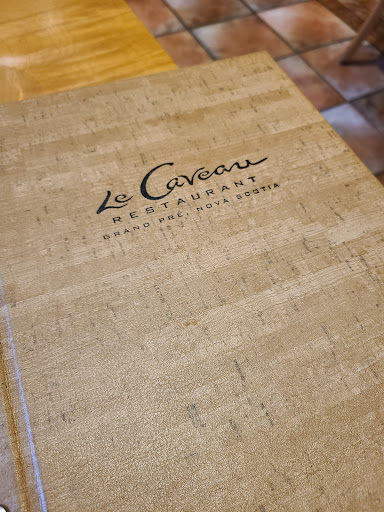 Le Caveau
RESTAURANT
GRAND PRÉ, NOVA SCOTIA